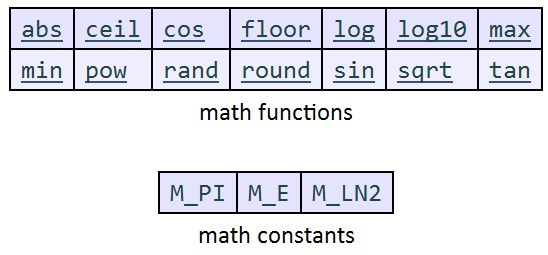 abs ceil cos floor log log10 max
min pow rand round sin sqrt tan
math functions
M_PI M_E M_LN2
math constants